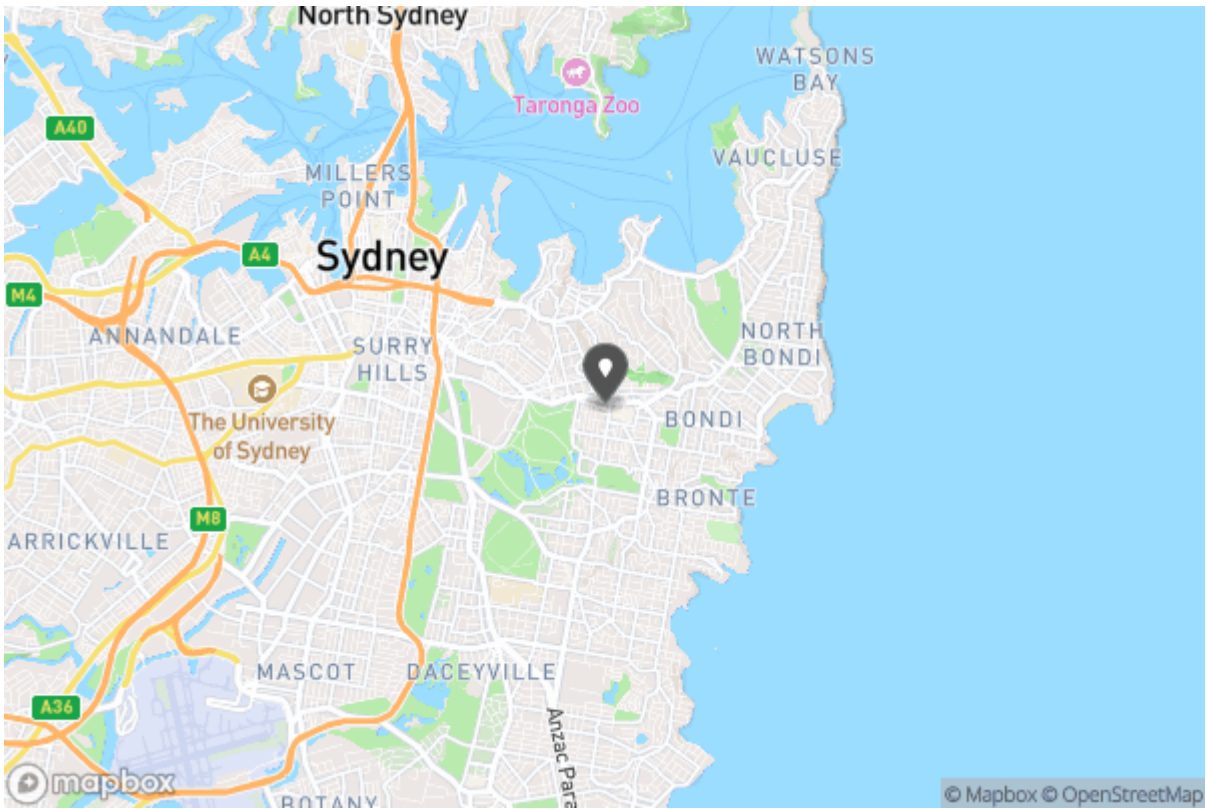 North Sydney
WATSONS
BAY
Taronga Zoo
A40
VAUCLUSE
MILLERS
POINT
Sydney
A4
M4
ANNANDALE
SURRY
HILLS
NORTH
BONDI
The University
of Sydney
BONDI
BRONTE
M8
ARRICKVILLE
MASCOT
DACEYVILLE
A36
Anzac Para
mapbox
BOTANY
© Mapbox © OpenStreetMap